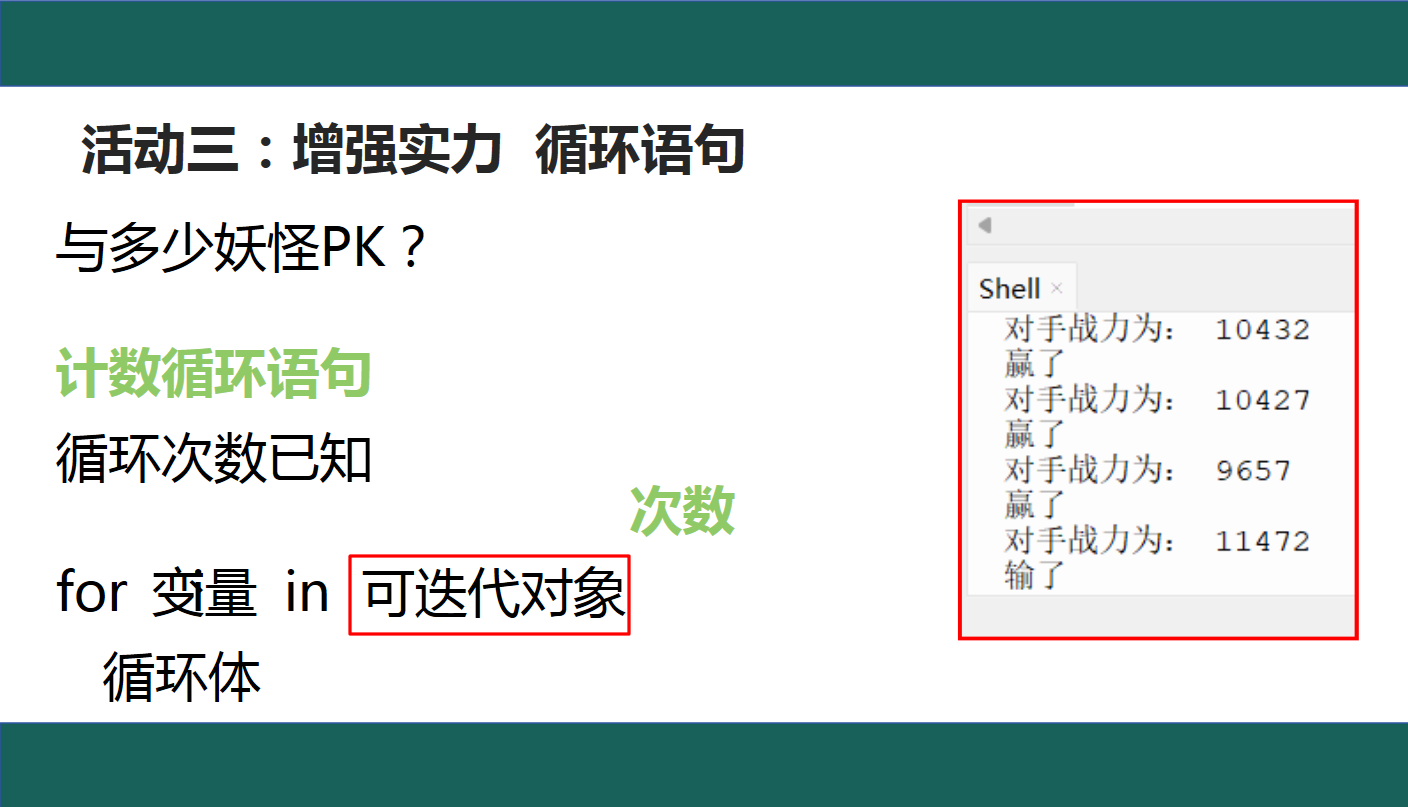 活动三：增强实力 循环语句
与多少妖怪PK？
计数循环语句
循环次数已知
次数
for 变量 in 可迭代对象
循环体
Shell ×
对手战力为： 10432
赢了
对手战力为： 10427
赢了
对手战力为： 9657
赢了
对手战力为： 11472
输了